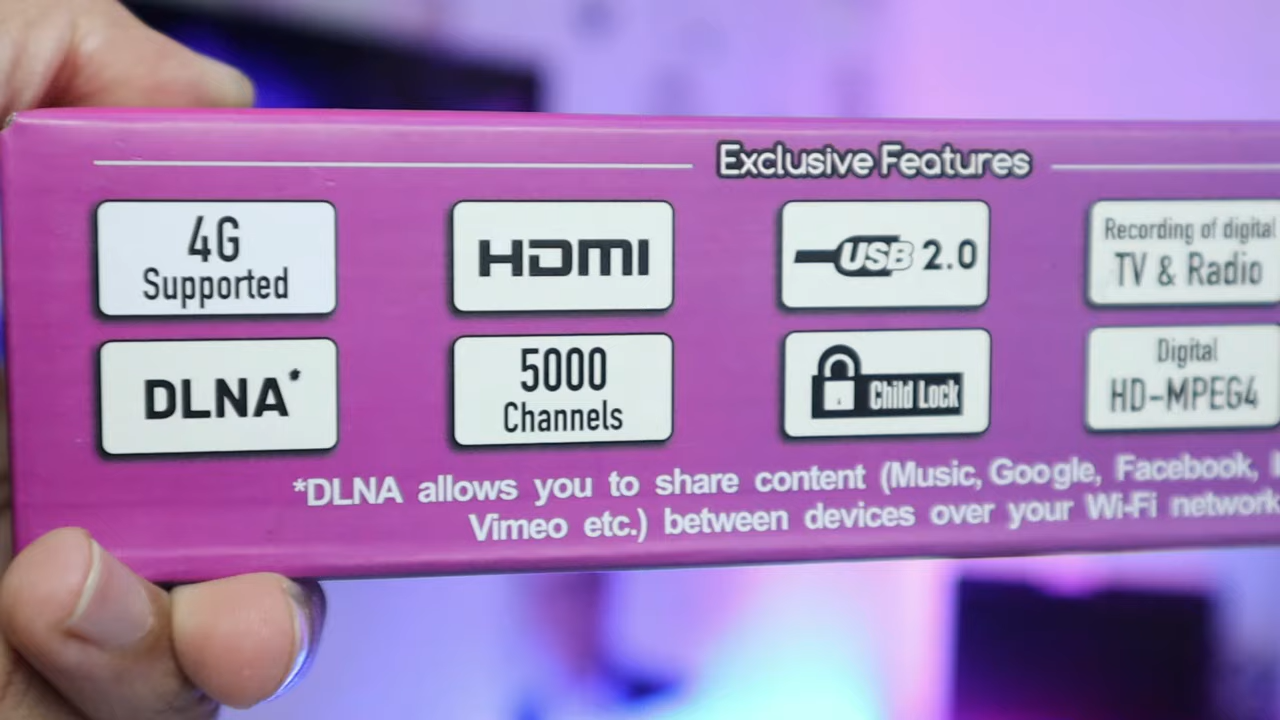 Exclusive Features
4G
Supported
HDMI
USB 2.0
Recording of digital
TV & Radio
DLNA*
5000
Channels
Child Lock
Digital
HD-MPEG4
*DLNA allows you to share content (Music, Google, Facebook,
Vimeo etc.) between devices over your Wi-Fi network